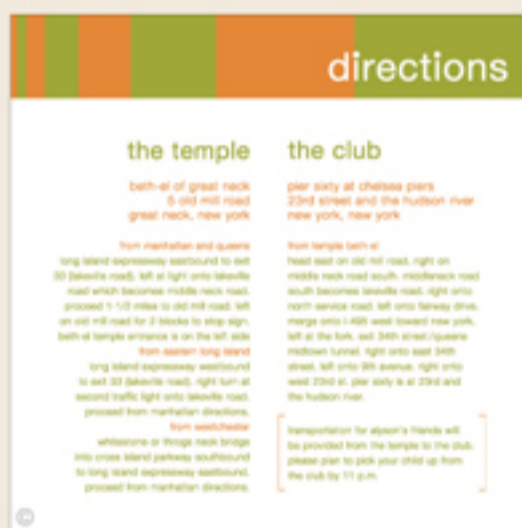 directions
the temple
beth-el of great neck
5 old mill road
great neck, new york
from manhattan and queens
long island expressway eastbound to exit
33 (lakeville road). left at light onto lakeville
road which becomes middle neck road.
proceed 1-1/2 miles to old mill road. left
on old mill road for 2 blocks to stop sign.
beth-el temple entrance is on the left side
from eastern long island
long island expressway westbound
to exit 33 (lakeville road). right turn at
second traffic light onto lakeville road.
proceed from manhattan directions.
from westchester
whitestone or throgs neck bridge
into cross island parkway southbound
to long island expressway eastbound.
proceed from manhattan directions.
the club
pier sixty at chelsea piers
23rd street and the hudson river
new york, new york
from temple beth-el
head east on old mill road. right on
middle neck road south. middleneck road
south becomes lakeville road. right onto
north service road. left onto fairway drive.
merge onto i-495 west toward new york.
left at the fork. exit 34th street/queens
midtown tunnel. right onto east 34th
street. left onto 9th avenue. right onto
west 23rd st. pier sixty is at 23rd and
the hudson river.
transportation for alyson's friends will
be provided from the temple to the club.
please plan to pick your child up from
the club by 11 p.m.